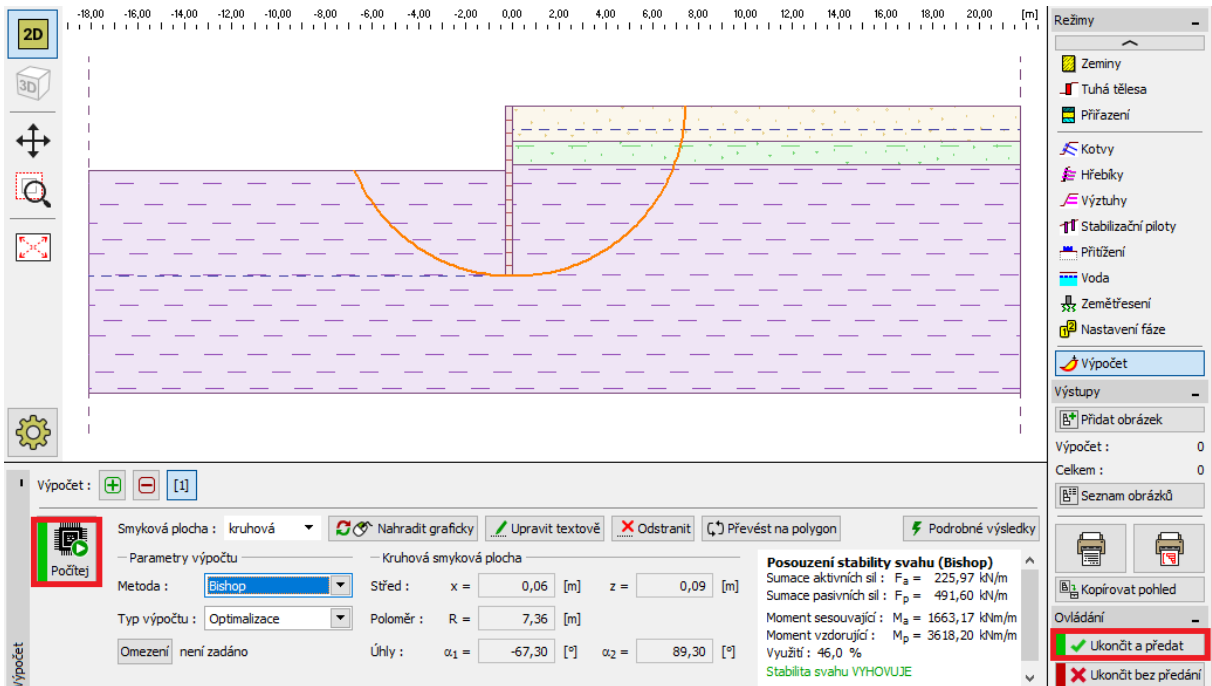 -18,00 -16,00 -14,00 -12,00 -10,00 -8,00 -6,00 -4,00 -2,00 0,00 2,00 4,00 6,00 8,00 10,00 12,00 14,00 16,00 18,00 20,00 [m]
2D
3D
Režimy
Zeminy
Tuhá tělesa
Přiřazení
Kotvy
Hřebíky
Výztuhy
Stabilizační piloty
Přitížení
Voda
Zemětřesení
Nastavení fáze
Výpočet
Výstupy
Přidat obrázek
Výpočet : 0
Celkem : 0
Seznam obrázků
Kopírovat pohled
Ovládání
Ukončit a předat
Ukončit bez předání
Výpočet
Výpočet : [1]
Počítej
Smyková plocha : kruhová Nahradit graficky Upravit textově Odstranit Převést na polygon Podrobné výsledky
Parametry výpočtu
Metoda : Bishop
Typ výpočtu : Optimalizace
Omezení není zadáno
Kruhová smyková plocha
Střed : x = 0,06 [m] z = 0,09 [m]
Poloměr : R = 7,36 [m]
Úhly : α1 = -67,30 [°] α2 = 89,30 [°]
Posouzení stability svahu (Bishop)
Sumace aktivních sil : Fa = 225,97 kN/m
Sumace pasivních sil : Fp = 491,60 kN/m
Moment sesouvající : Ma = 1663,17 kNm/m
Moment vzdorující : Mp = 3618,20 kNm/m
Využití : 46,0 %
Stabilita svahu VYHOVUJE